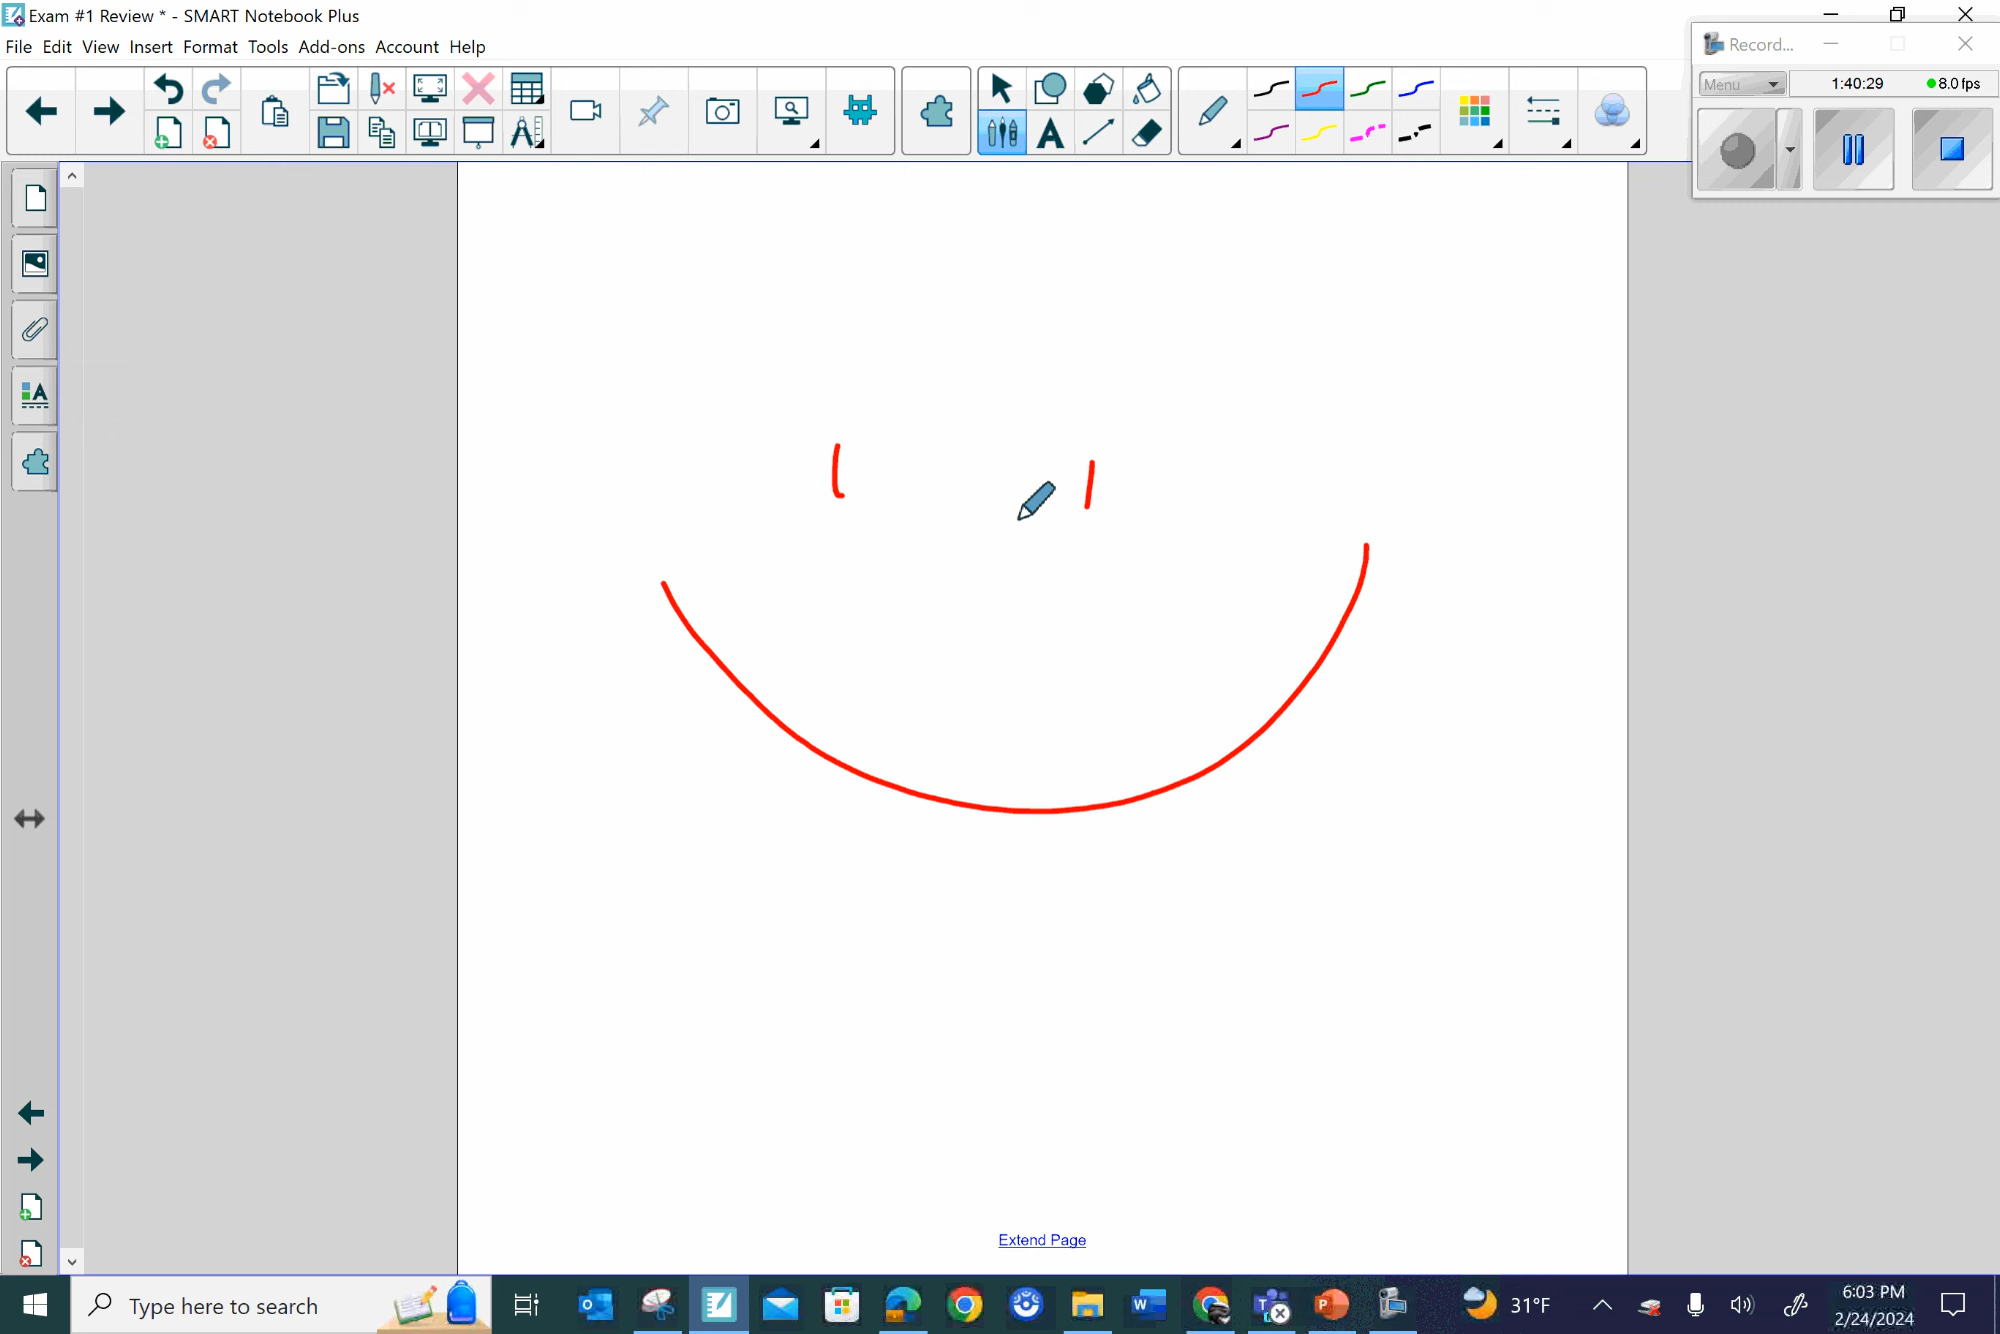 Exam #1 Review * - SMART Notebook Plus
File Edit View Insert Format Tools Add-ons Account Help
Record...
Menu 1:40:29 8.0 fps
Extend Page
Type here to search
31°F
6:03 PM
2/24/2024